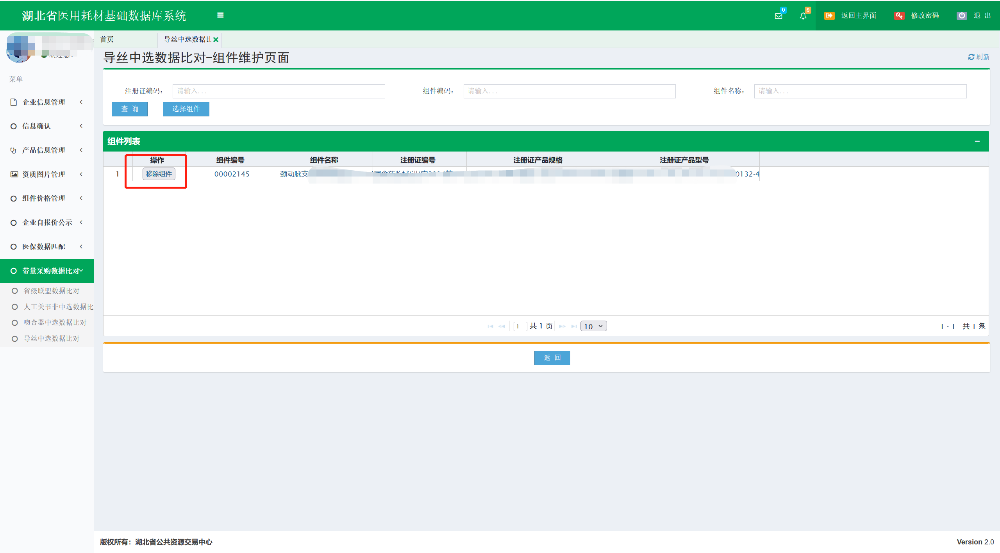 湖北省医用耗材基础数据库系统
0
6
返回主界面
修改密码
退 出
首页
导丝中选数据比
导丝中选数据比对-组件维护页面
刷新
菜单
企业信息管理
信息确认
产品信息管理
资质图片管理
组件价格管理
企业自报价公示
医保数据匹配
带量采购数据比对
省级联盟数据比对
人工关节非中选数据比
吻合器中选数据比对
导丝中选数据比对
注册证编码： 请输入...
组件编码： 请输入...
组件名称： 请输入...
查 询
选择组件
组件列表
操作 组件编号 组件名称 注册证编号 注册证产品规格 注册证产品型号
1 移除组件 00002145 颈动脉支 0132-4
1 共 1 页 10
1 - 1 共 1 条
返 回
版权所有：湖北省公共资源交易中心
Version 2.0